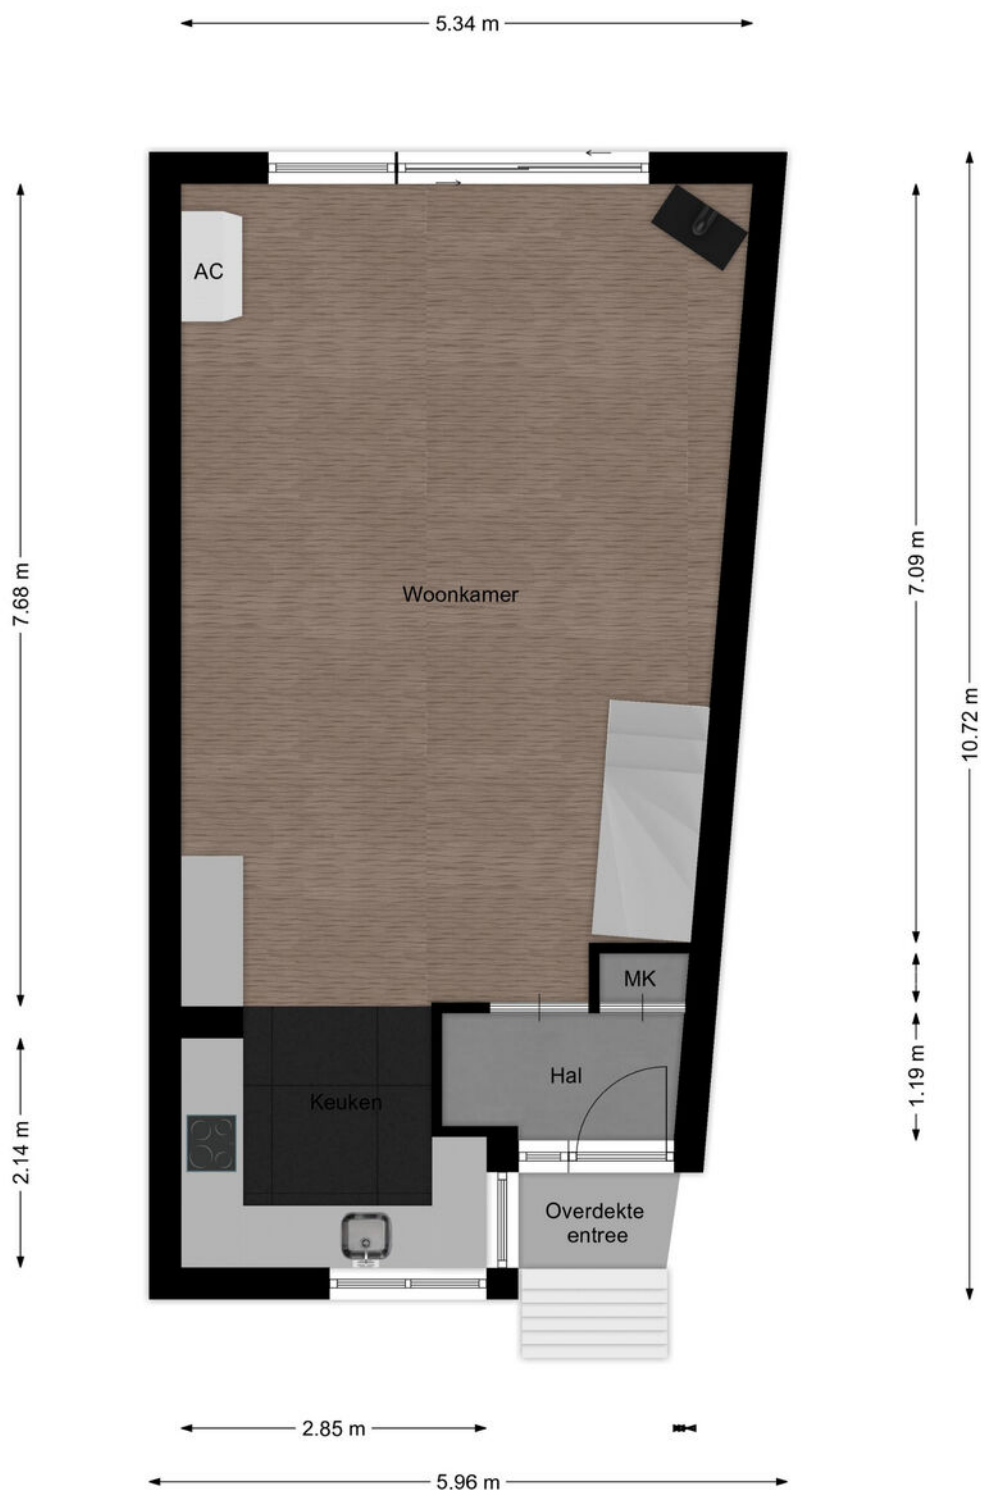 5.34 m
AC
7.68 m
7.09 m
Woonkamer
10.72 m
MK
1.19 m
Hal
Keuken
2.14 m
Overdekte
entree
2.85 m
5.96 m